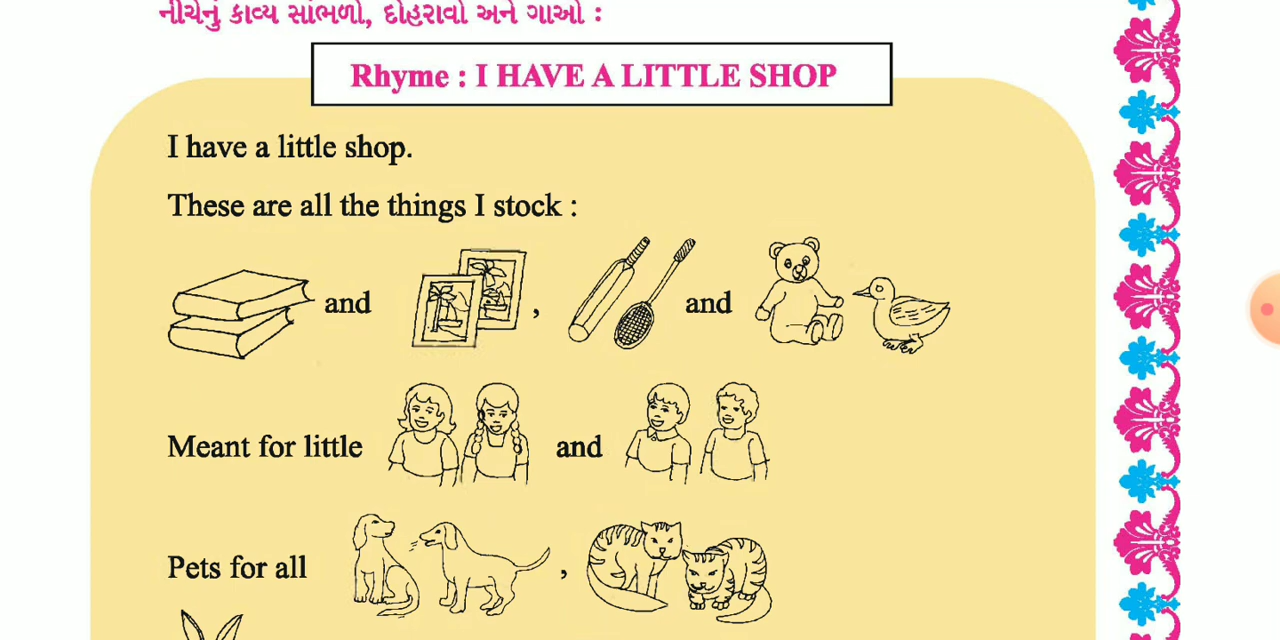 નીચેનું કાવ્ય સાંભળો, દોહરાવો અને ગાઓ :
Rhyme : I HAVE A LITTLE SHOP
I have a little shop.
These are all the things I stock :
and , and
Meant for little and
Pets for all ,